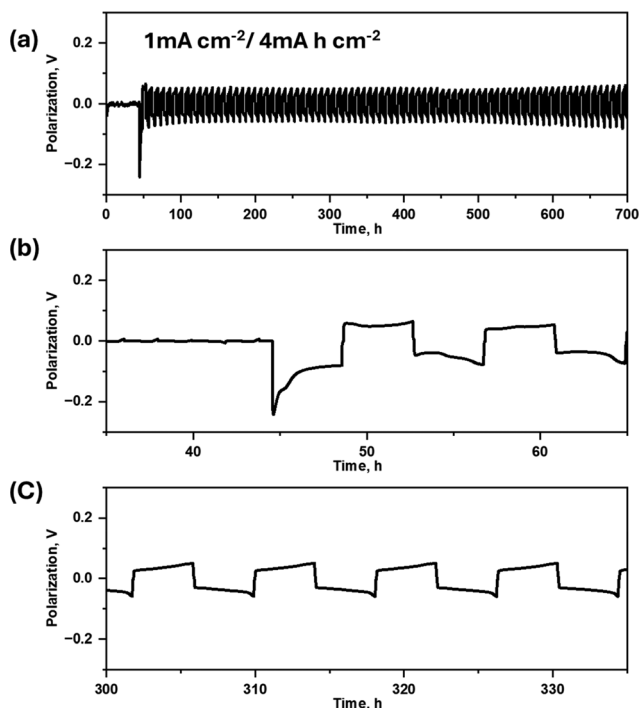 (a)
1mA cm⁻²/ 4mA h cm⁻²
Polarization, V
0.2
0.0
−0.2
0 100 200 300 400 500 600 700
Time, h
(b)
Polarization, V
0.2
0.0
−0.2
40 50 60
Time, h
(C)
Polarization, V
0.2
0.0
−0.2
300 310 320 330
Time, h